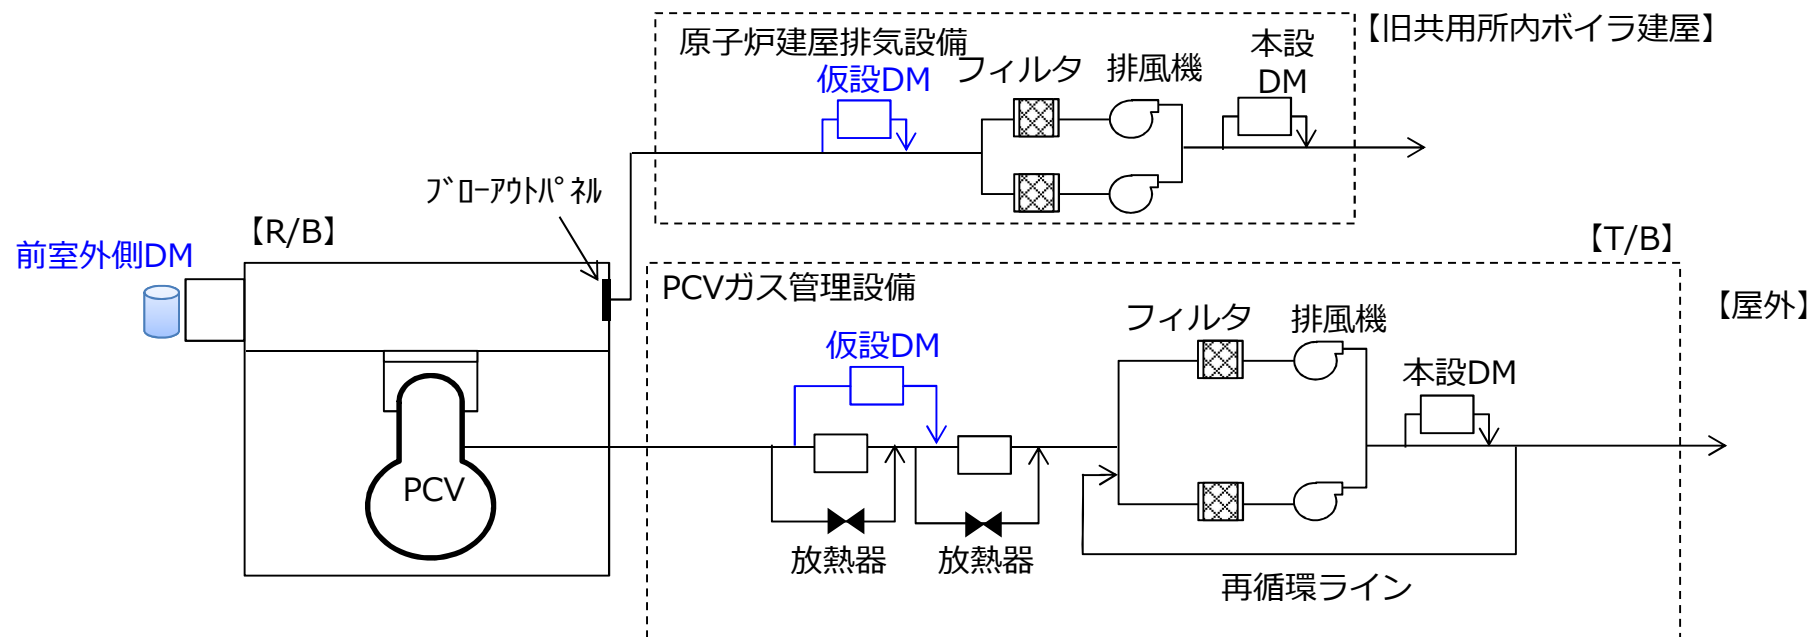 【旧共用所内ボイラ建屋】
原子炉建屋排気設備
本設
DM
仮設DM
フィルタ
排風機
ﾌﾞﾛｰｱｳﾄﾊﾟﾈﾙ
【R/B】
【T/B】
前室外側DM
PCVガス管理設備
【屋外】
フィルタ
排風機
仮設DM
本設DM
PCV
放熱器
放熱器
再循環ライン